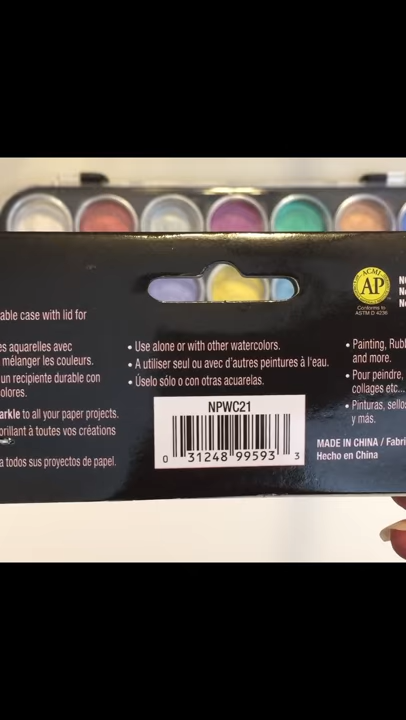 able case with lid for
es aquarelles avec
mélanger les couleurs.
un recipiente durable con
olores.
arkle to all your paper projects.
brillant à toutes vos créations
a todos sus proyectos de papel.
• Use alone or with other watercolors.
• A utiliser seul ou avec d'autres peintures à l'eau.
• Úselo sólo o con otras acuarelas.
NPWC21
0 31248 99593 3
ACMI
AP
Conforms to
ASTM D 4236
• Painting, Rubb
and more.
• Pour peindre,
collages etc...
• Pinturas, sello
y más.
MADE IN CHINA / Fabri
Hecho en China